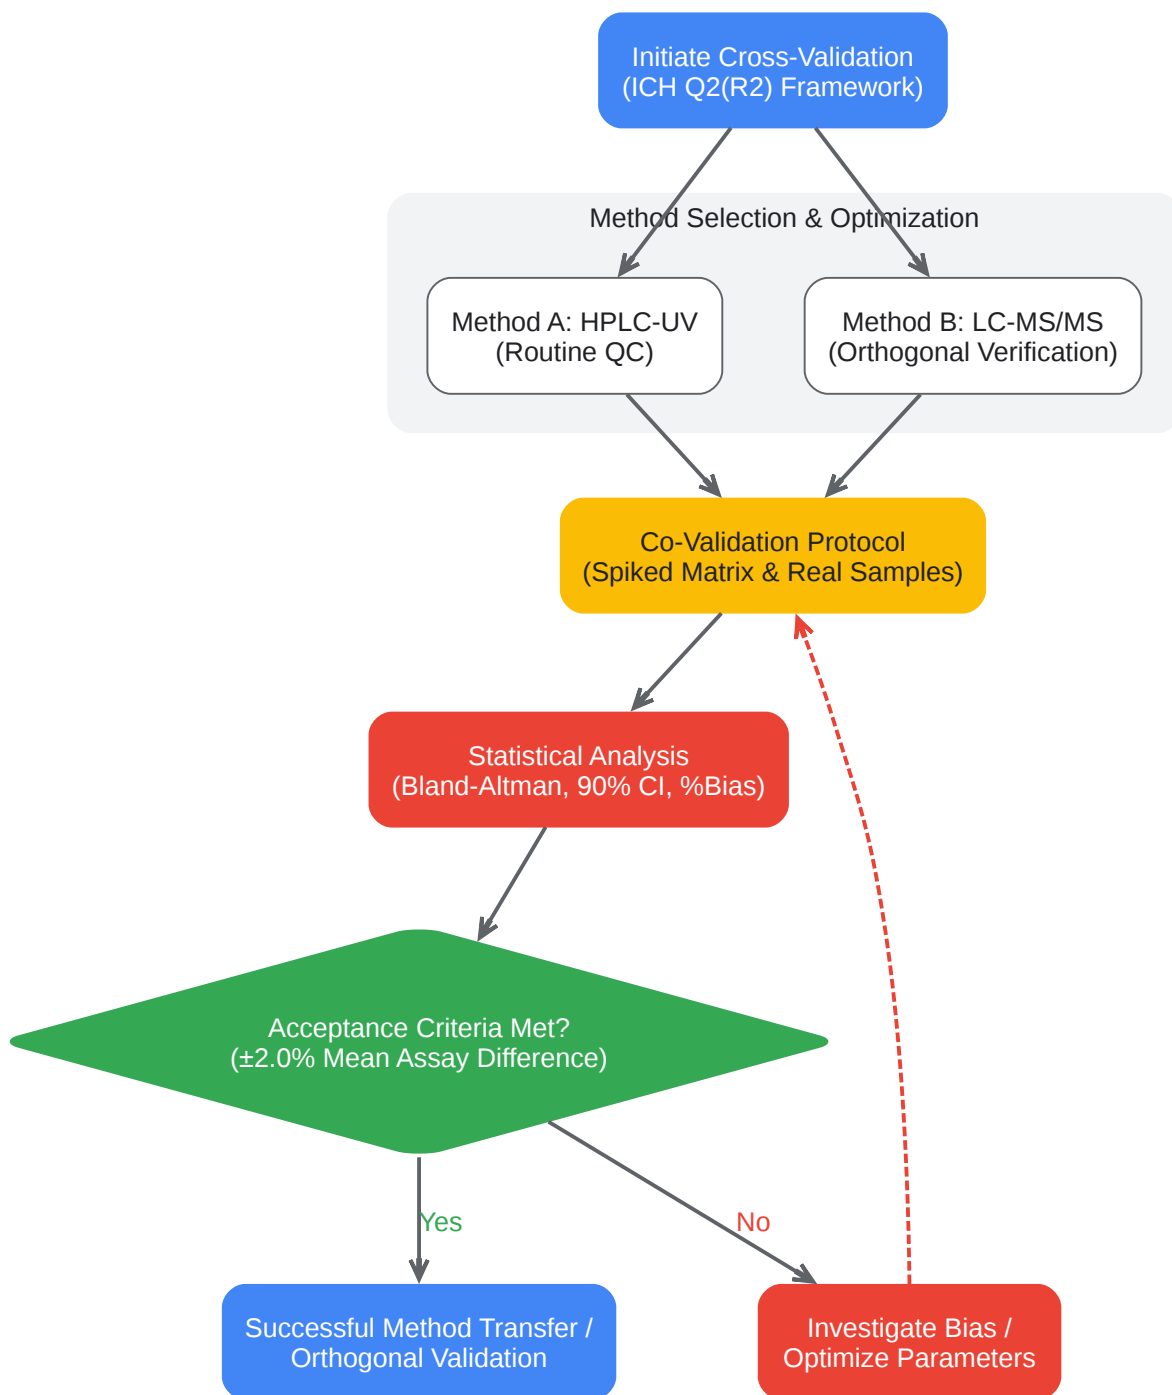 Initiate Cross-Validation
(ICH Q2(R2) Framework)
Method Selection & Optimization
Method A: HPLC-UV
(Routine QC)
Method B: LC-MS/MS
(Orthogonal Verification)
Co-Validation Protocol
(Spiked Matrix & Real Samples)
Statistical Analysis
(Bland-Altman, 90% CI, %Bias)
Acceptance Criteria Met?
(±2.0% Mean Assay Difference)
Yes
No
Successful Method Transfer /
Orthogonal Validation
Investigate Bias /
Optimize Parameters